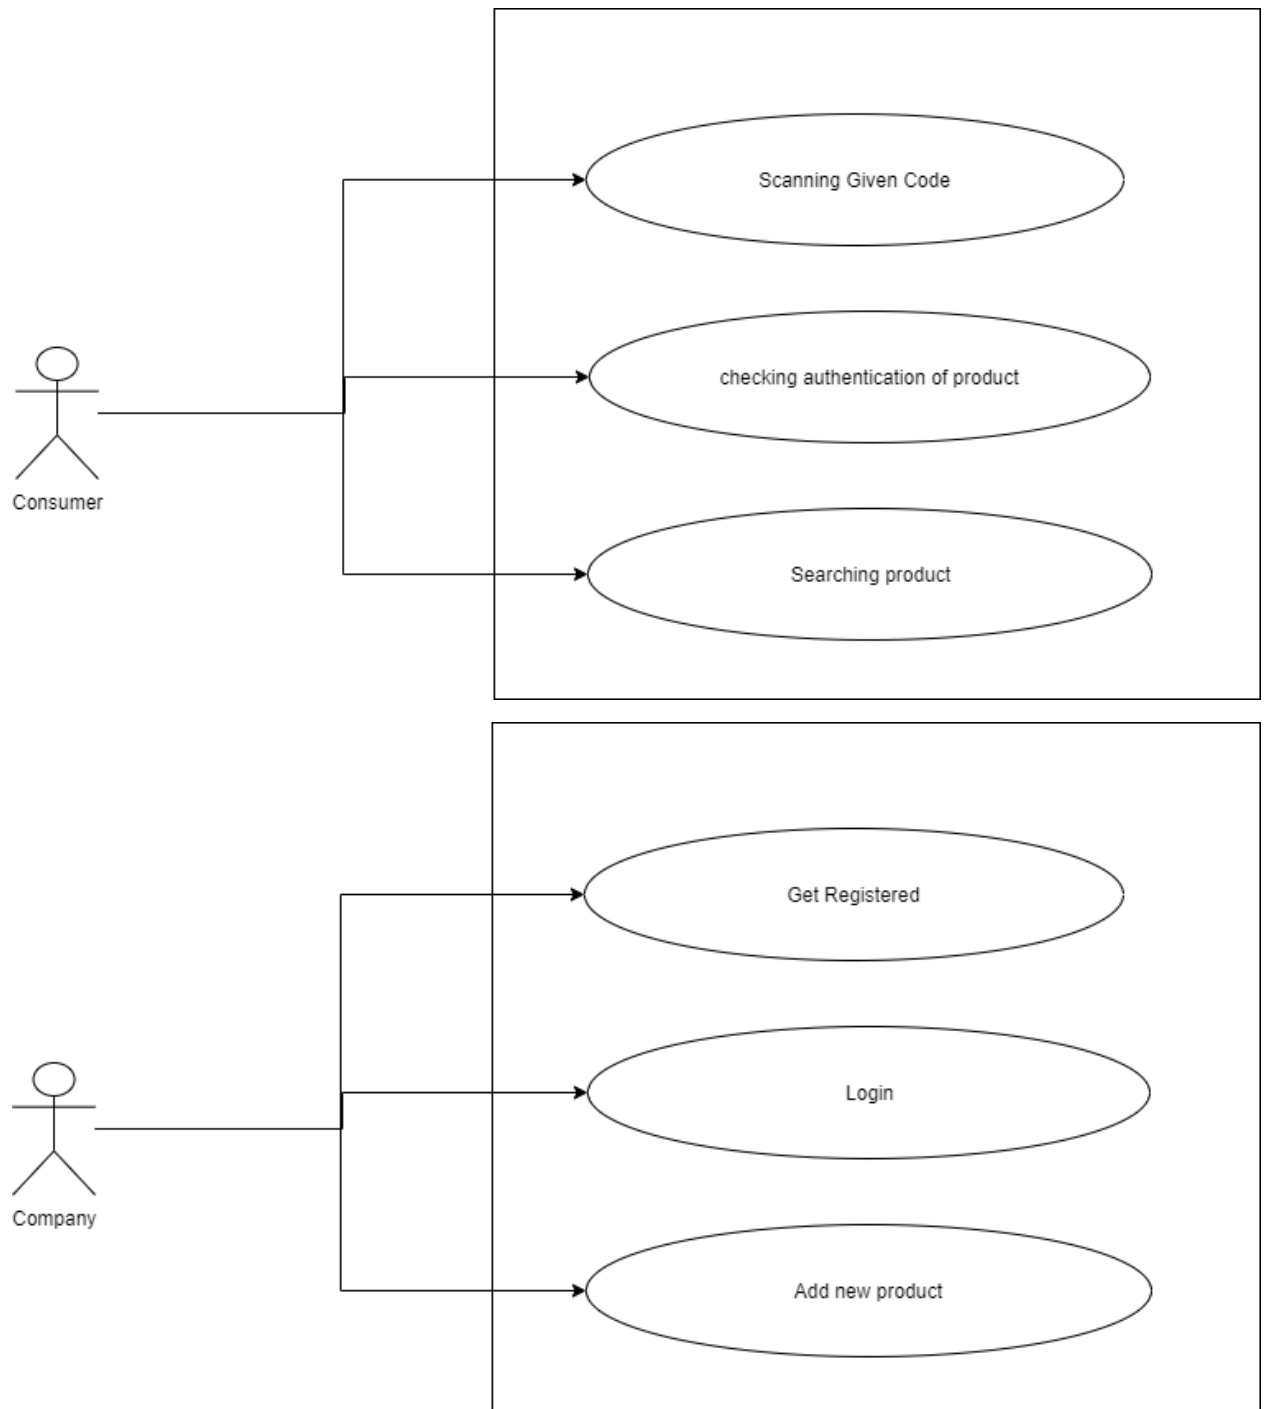 Scanning Given Code
checking authentication of product
Consumer
Searching product
Get Registered
Login
Company
Add new product